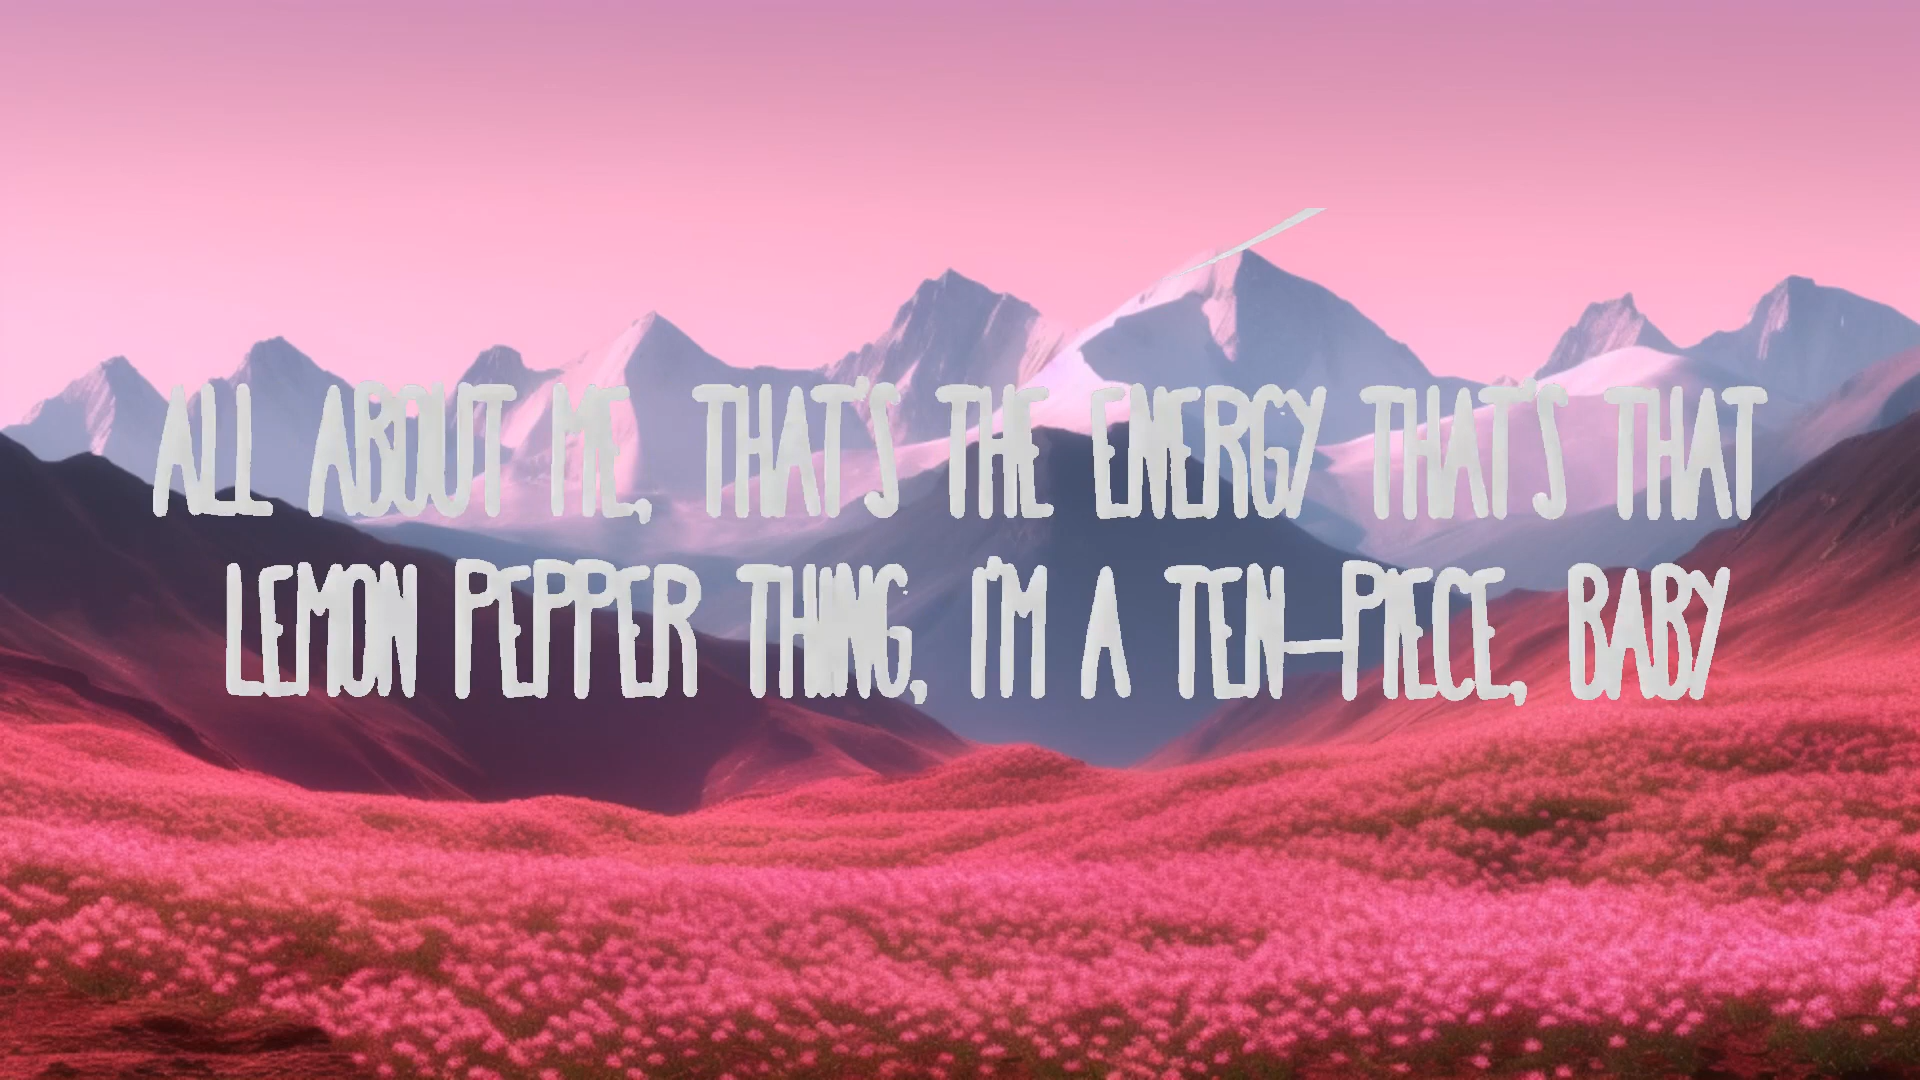 ALL ABOUT ME, THAT'S THE ENERGY THAT'S THAT
LEMON PEPPER THING, I'M A TEN-PIECE, BABY